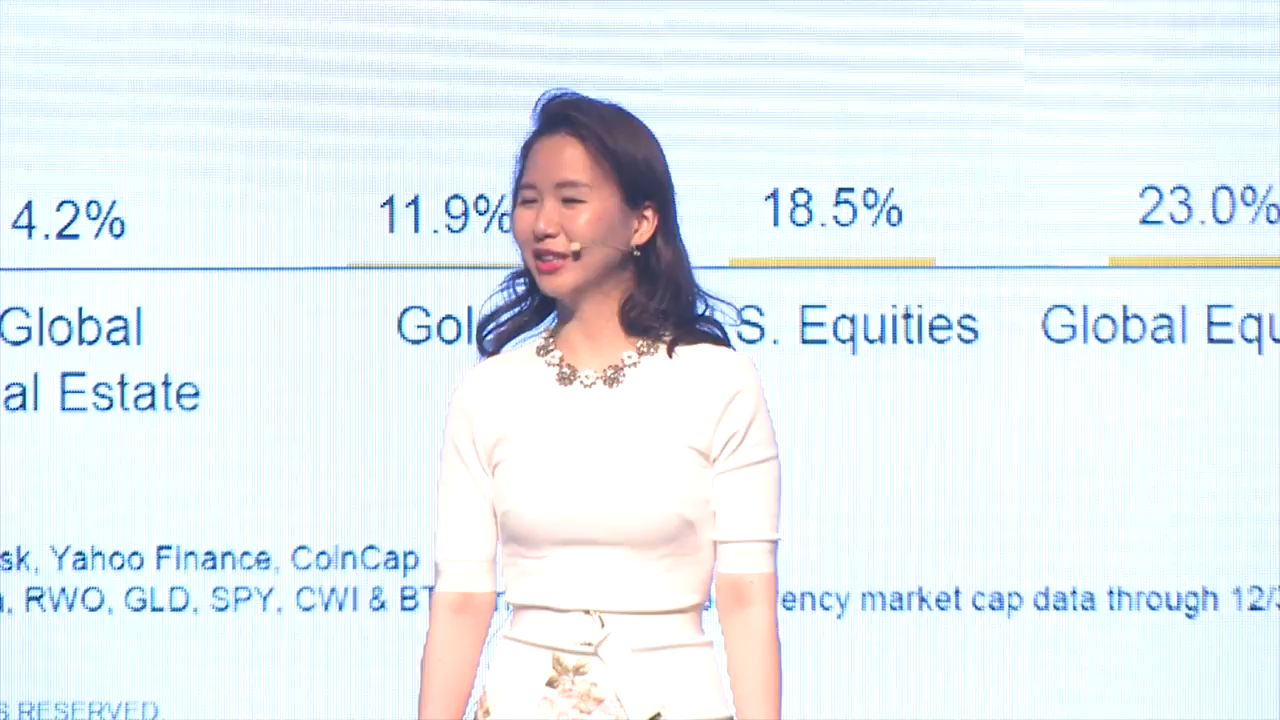 4.2% 11.9% 18.5% 23.0%
Global Gol S. Equities Global Equ
al Estate
sk, Yahoo Finance, CoinCap
, RWO, GLD, SPY, CWI & BT ency market cap data through 12/
S RESERVED.